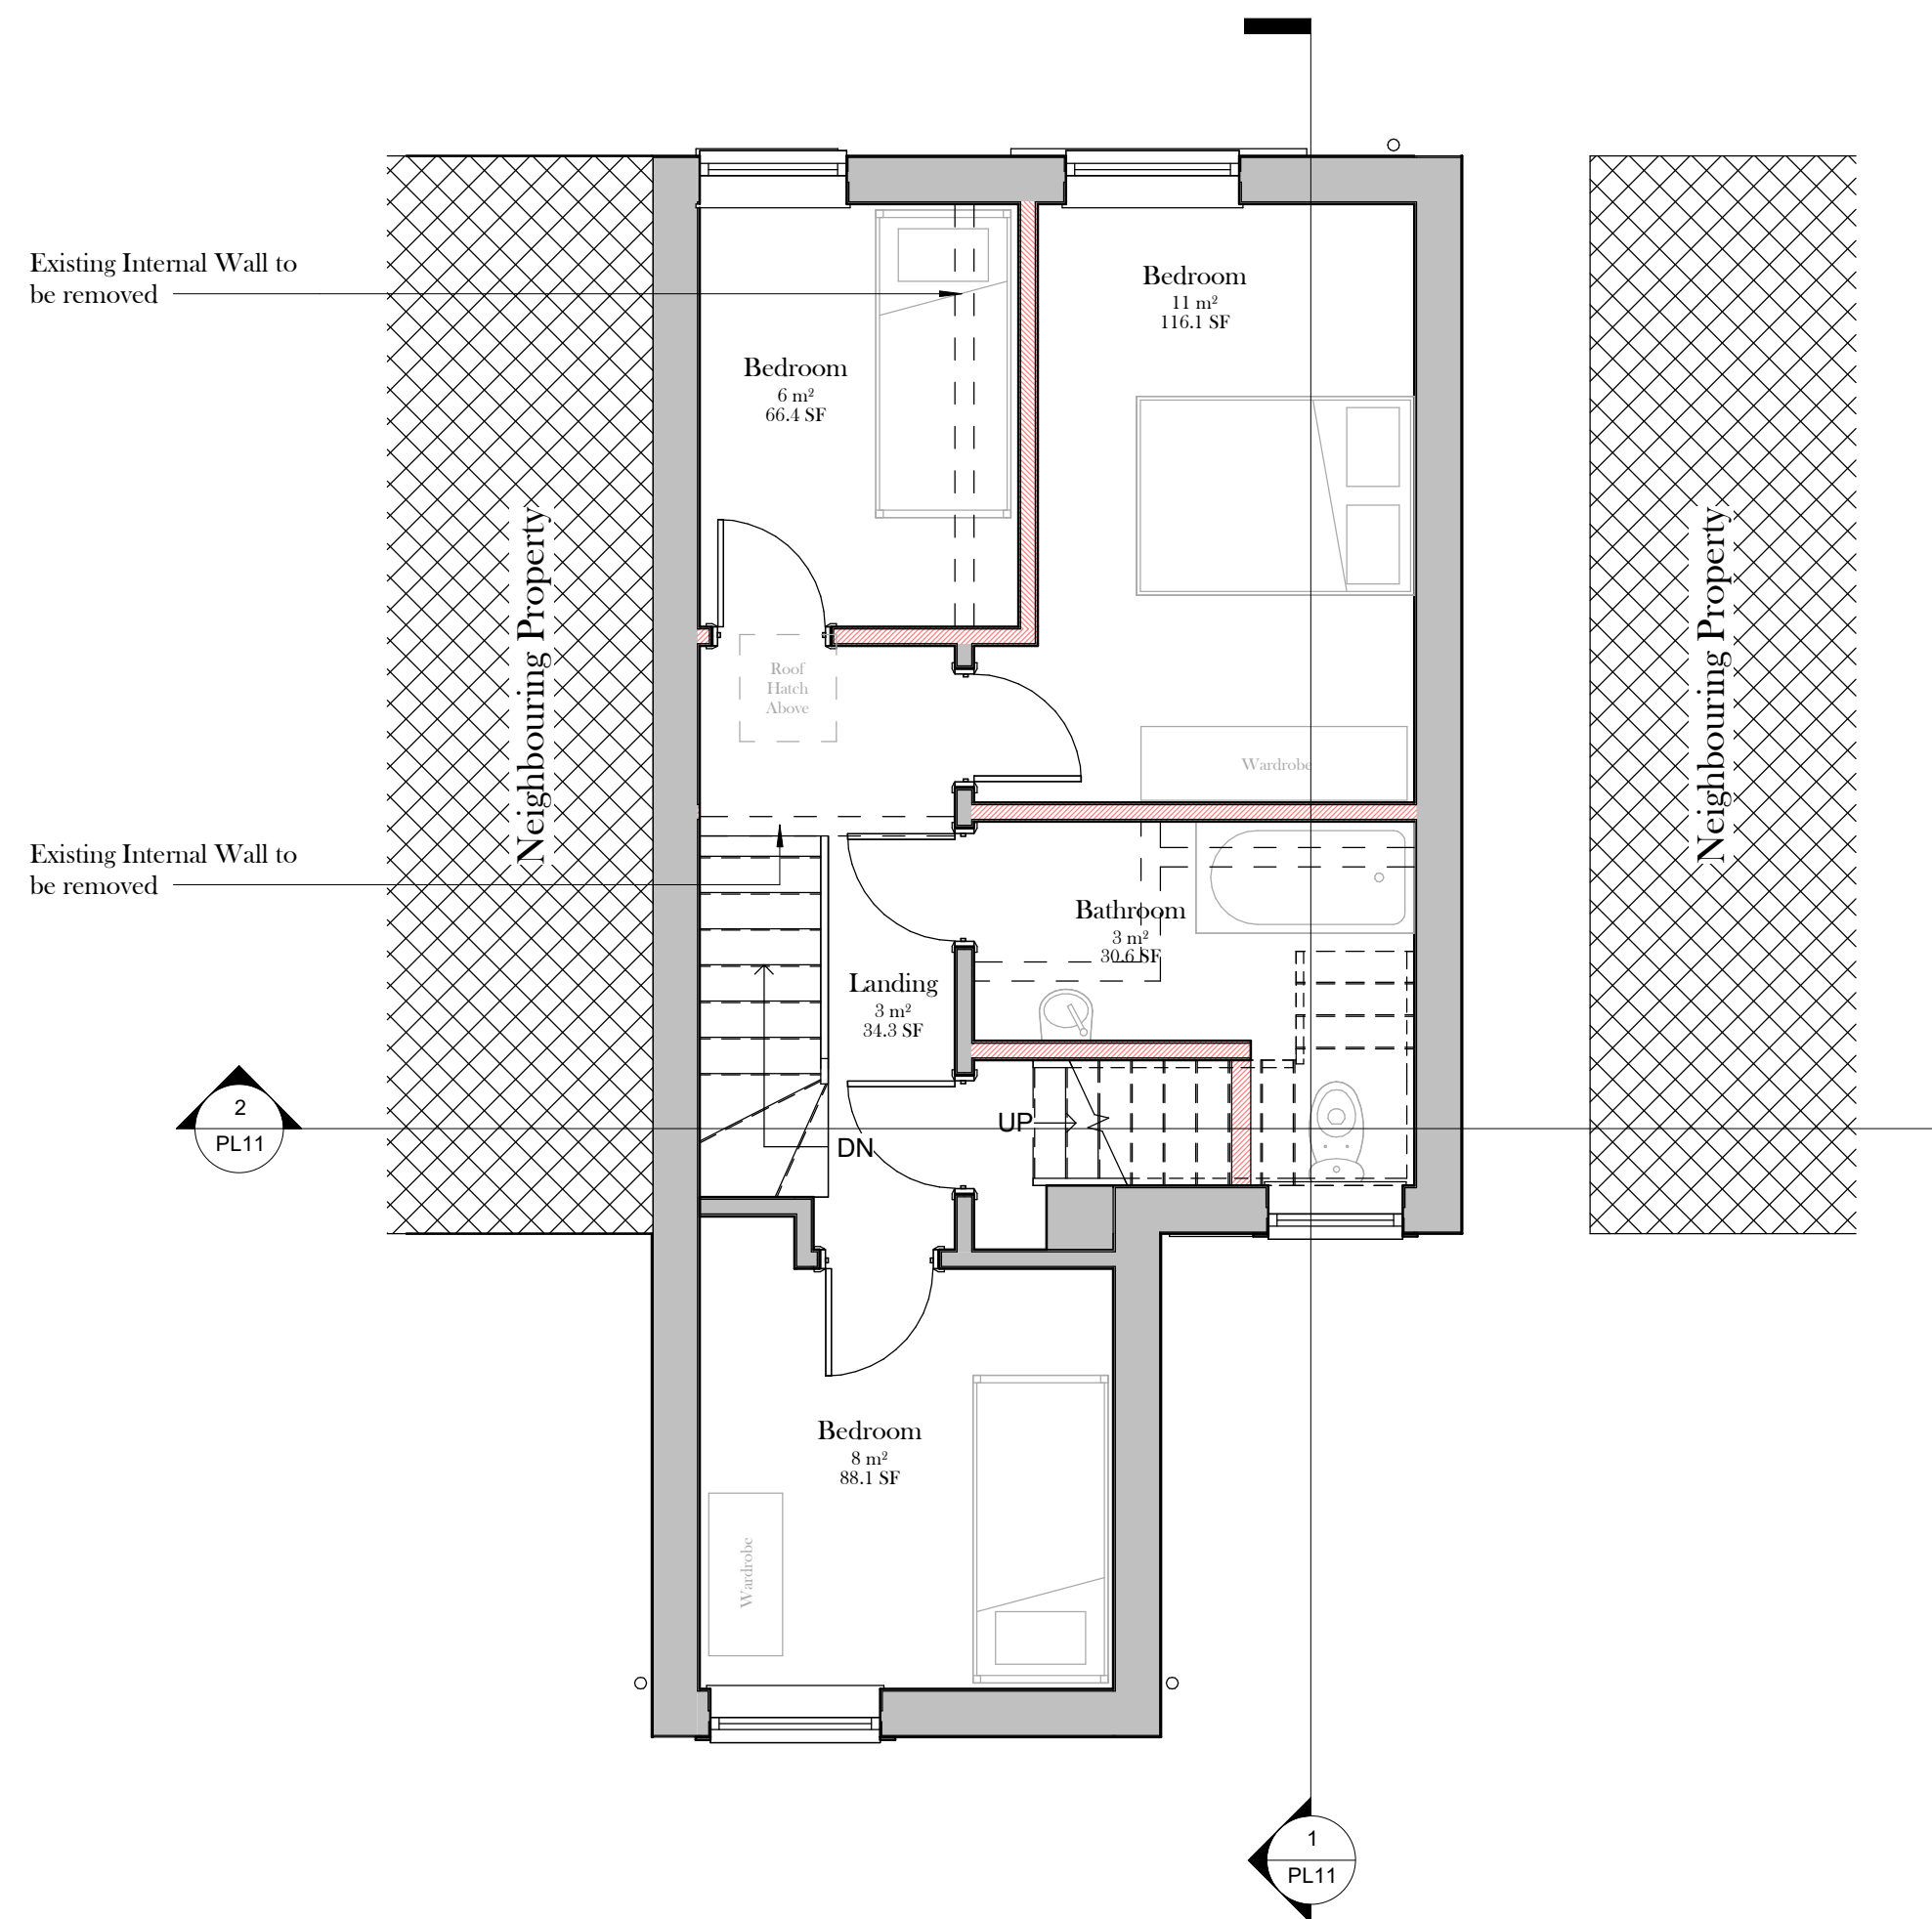 Existing Internal Wall to
be removed
Bedroom
11 m²
116.1 SF
Bedroom
6 m²
66.4 SF
Neighbouring Property
Neighbouring Property
Roof
Hatch
Above
Wardrobe
Existing Internal Wall to
be removed
Bathroom
3 m²
30.6 SF
Landing
3 m²
34.3 SF
2
PL11
UP
DN
Bedroom
8 m²
88.1 SF
Wardrobe
1
PL11